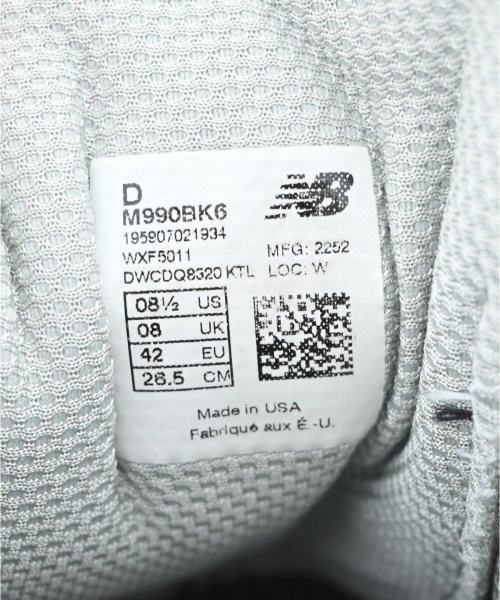 D
M990BK6
195907021934
WXF5011
MFG: 2252
DWCDQ8320 KTL
LOC: W
08½ US
08 UK
42 EU
26.5 CM
Made in USA
Fabriqué aux É.-U.